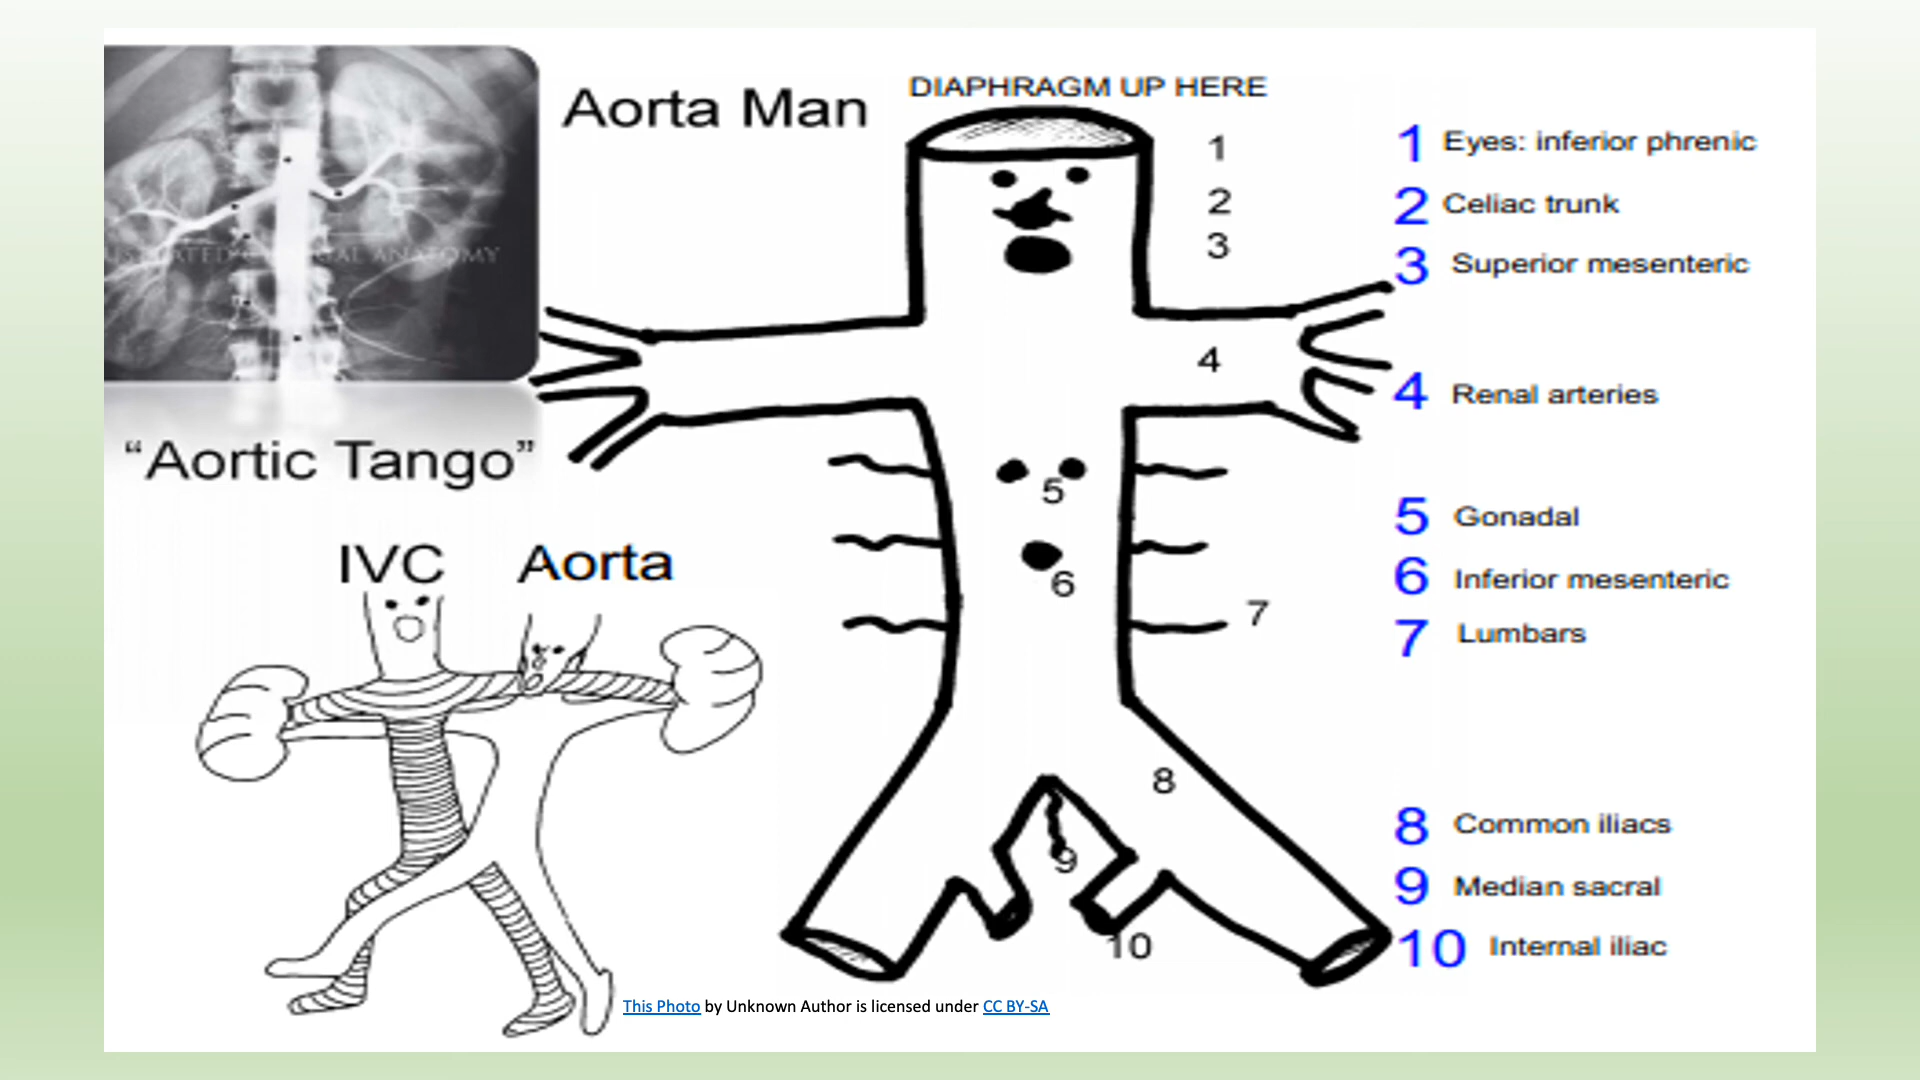 Aorta Man
DIAPHRAGM UP HERE
1
2
3
4
5
6
7
8
9
10
1 Eyes: inferior phrenic
2 Celiac trunk
3 Superior mesenteric
4 Renal arteries
5 Gonadal
6 Inferior mesenteric
7 Lumbars
8 Common iliacs
9 Median sacral
10 Internal iliac
ANATOMY
“Aortic Tango”
IVC Aorta
This Photo by Unknown Author is licensed under CC BY-SA